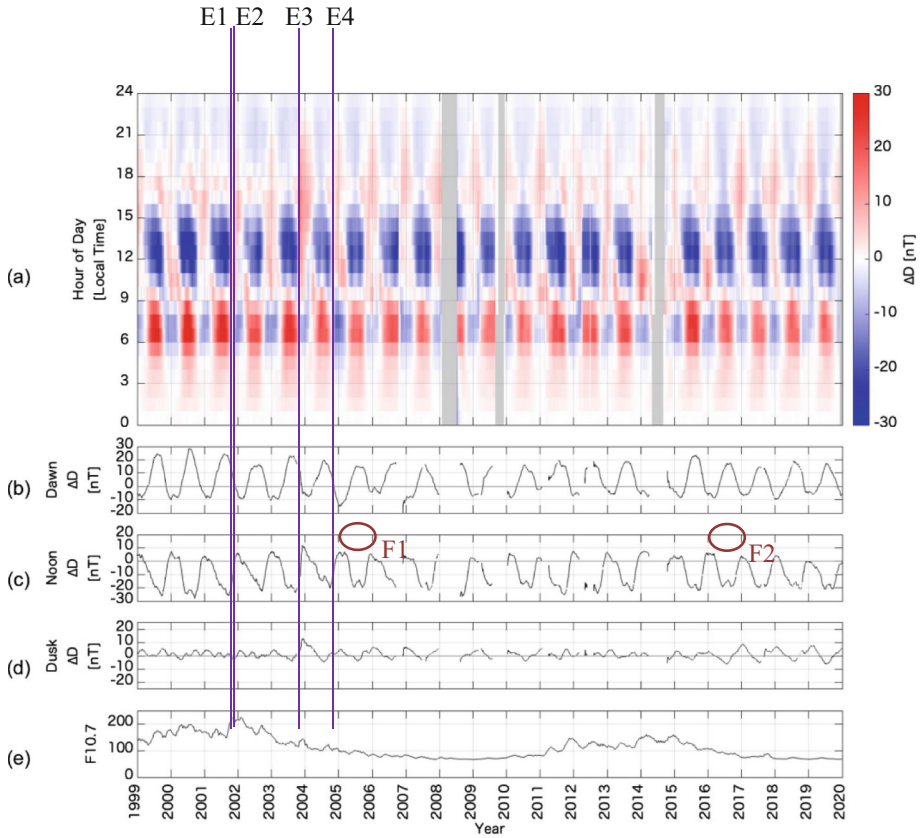 E1 E2 E3 E4
(a)
Hour of Day
[Local Time]
24
21
18
15
12
9
6
3
0
30
20
10
0
-10
-20
-30
ΔD [nT]
(b)
Dawn
ΔD
[nT]
30
20
10
0
-10
-20
(c)
Noon
ΔD
[nT]
20
10
0
-10
-20
-30
F1
F2
(d)
Dusk
ΔD
[nT]
20
10
0
-10
-20
(e)
F10.7
200
100
0
1999 2000 2001 2002 2003 2004 2005 2006 2007 2008 2009 2010 2011 2012 2013 2014 2015 2016 2017 2018 2019 2020
Year